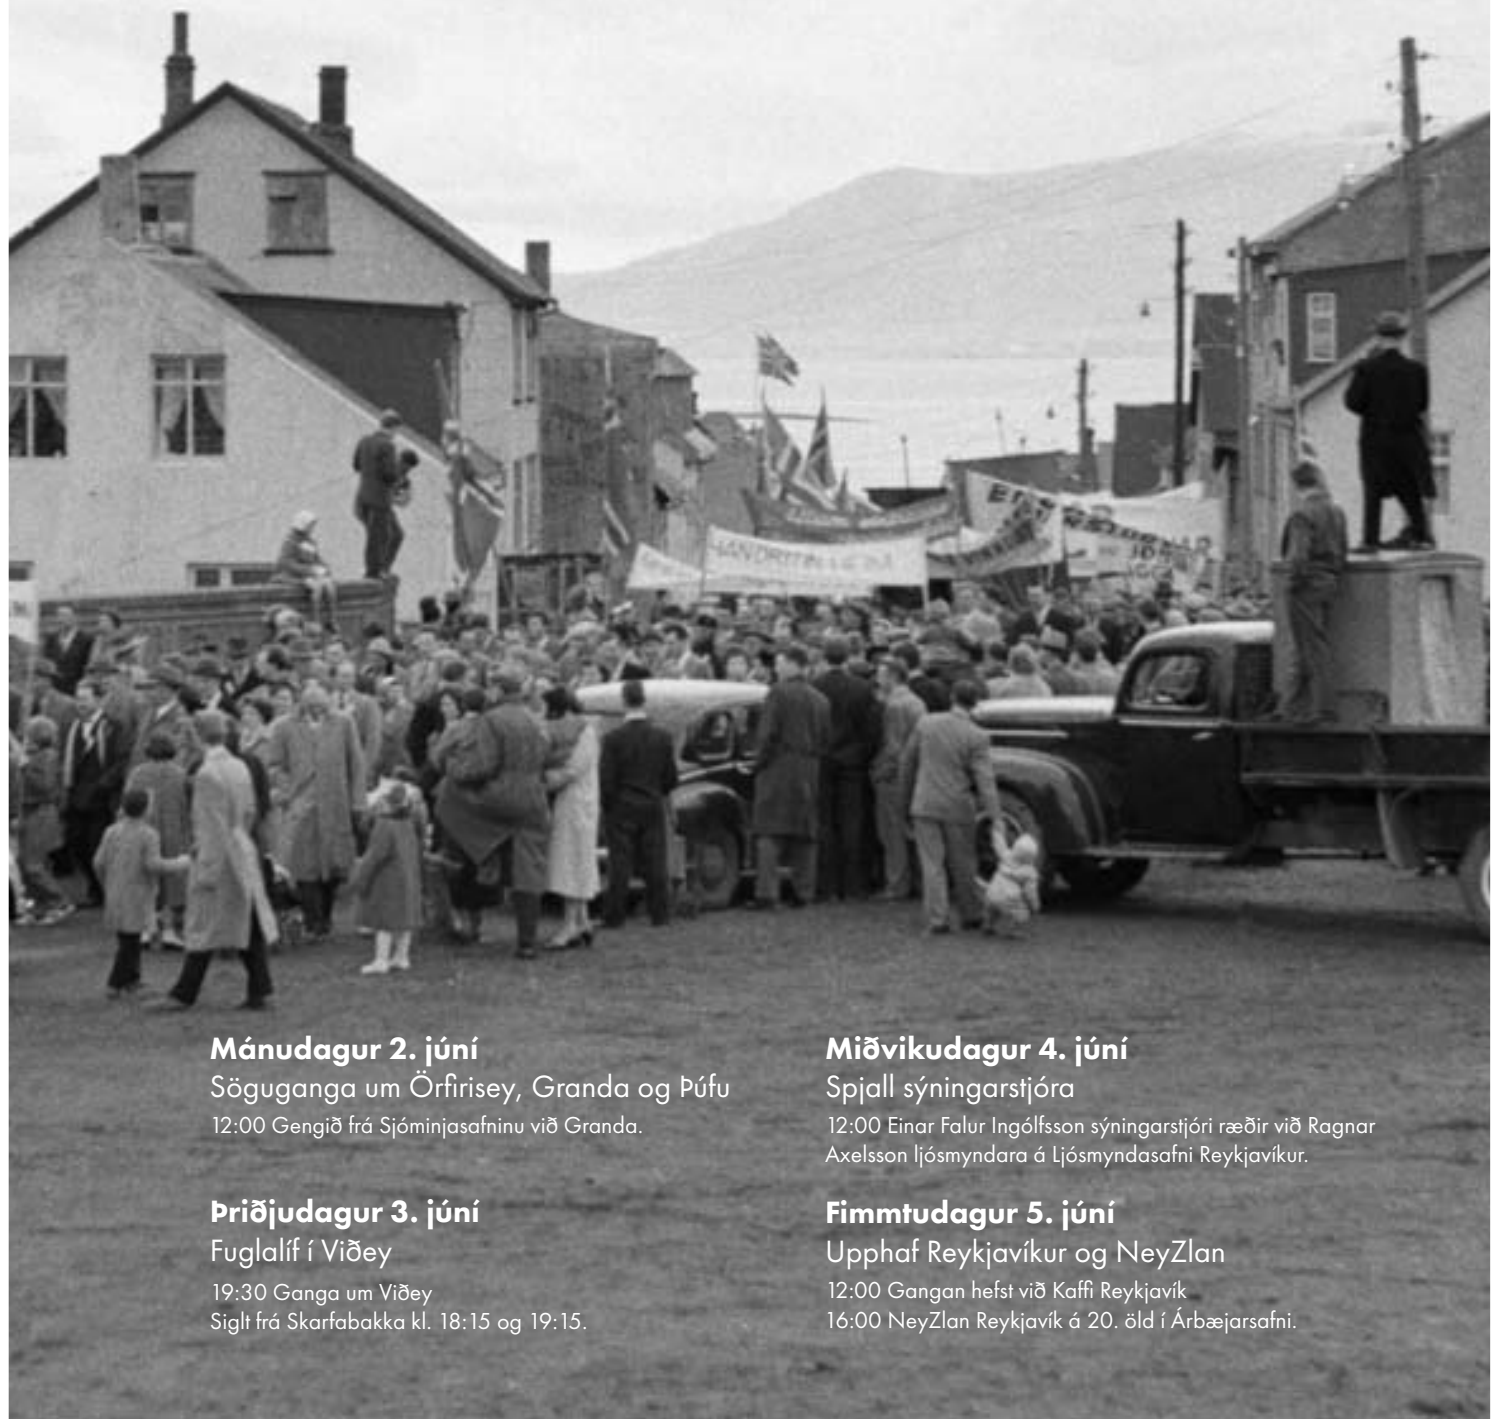 HANDRITIN HEIM
Mánudagur 2. júní
Söguganga um Örfirisey, Granda og Þúfu
12:00 Gengið frá Sjóminjasafninu við Granda.
Þriðjudagur 3. júní
Fuglalíf í Viðey
19:30 Ganga um Viðey
Siglt frá Skarfabakka kl. 18:15 og 19:15.
Miðvikudagur 4. júní
Spjall sýningarstjóra
12:00 Einar Falur Ingólfsson sýningarstjóri ræðir við Ragnar
Axelsson ljósmyndara á Ljósmyndasafni Reykjavíkur.
Fimmtudagur 5. júní
Upphaf Reykjavíkur og NeyZlan
12:00 Gangan hefst við Kaffi Reykjavík
16:00 NeyZlan Reykjavík á 20. öld í Árbæjarsafni.